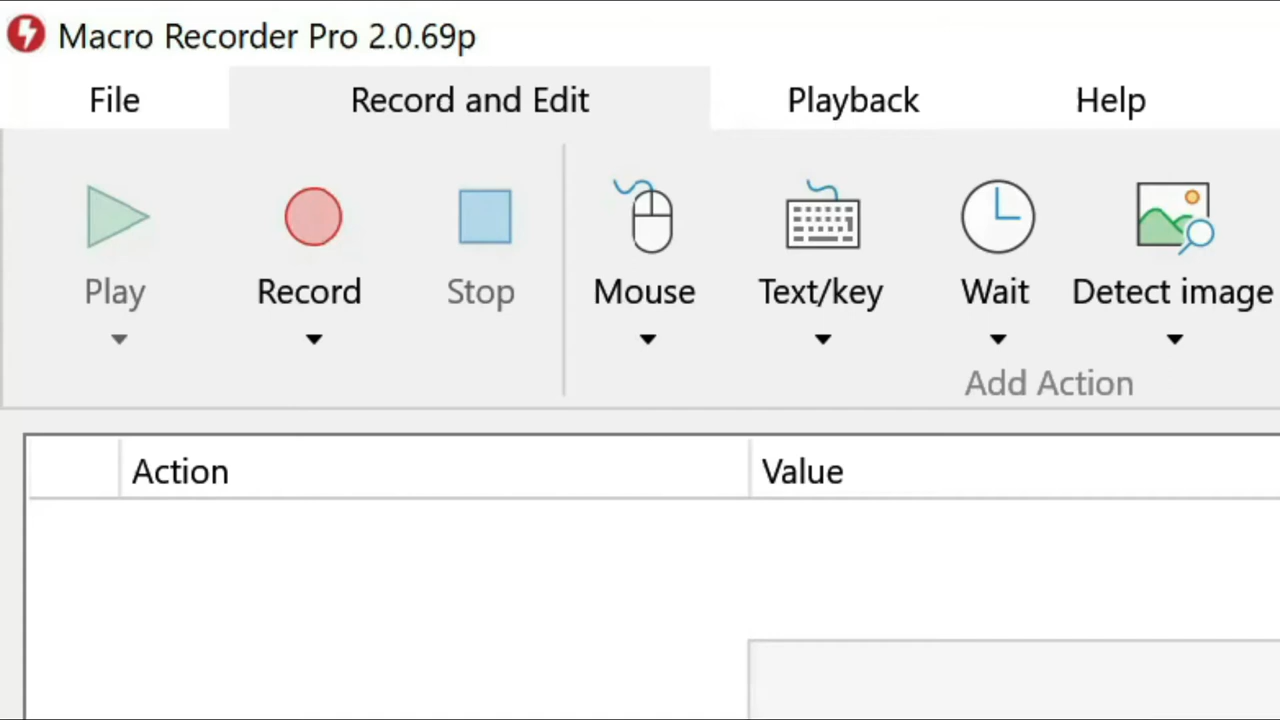 Macro Recorder Pro 2.0.69p
File Record and Edit Playback Help
Play Record Stop Mouse Text/key Wait Detect image
Add Action
Action Value